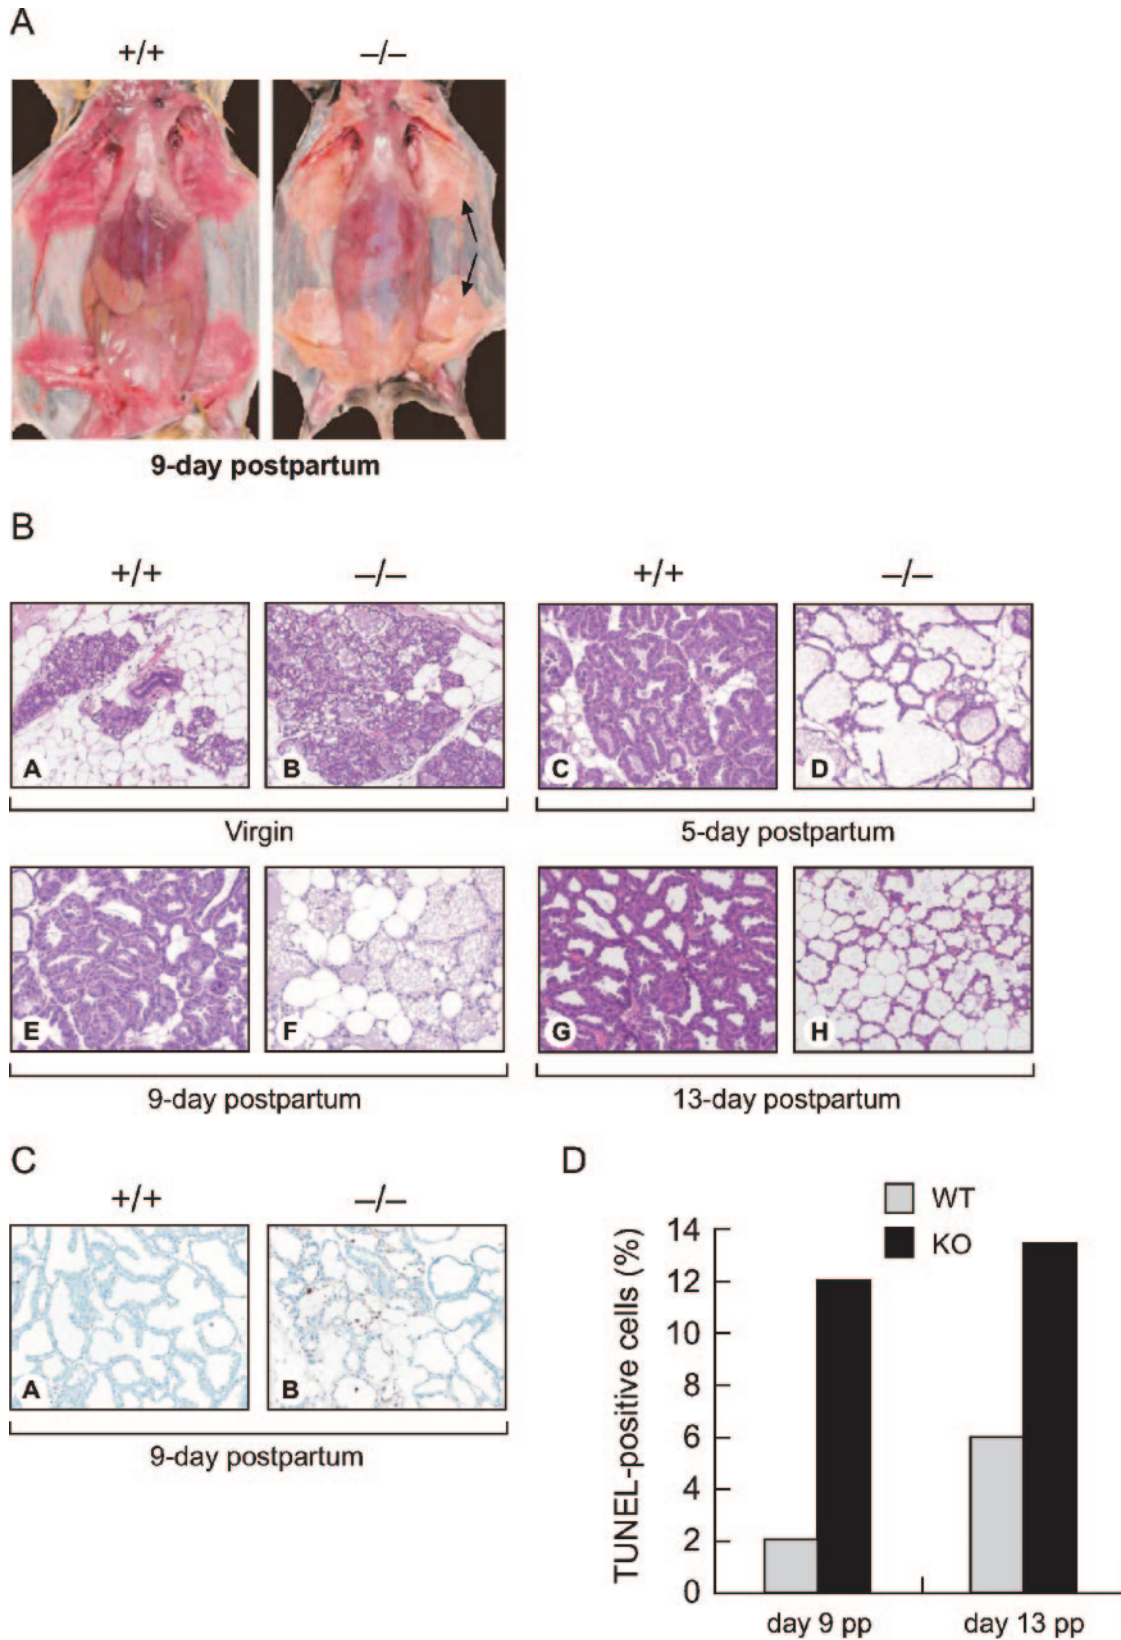 A
+/+ –/–
9-day postpartum
B
+/+ –/– +/+ –/–
A B C D
Virgin 5-day postpartum
E F G H
9-day postpartum 13-day postpartum
C D
+/+ –/–
WT
KO
A B
9-day postpartum
TUNEL-positive cells (%)
14
12
10
8
6
4
2
0
day 9 pp day 13 pp